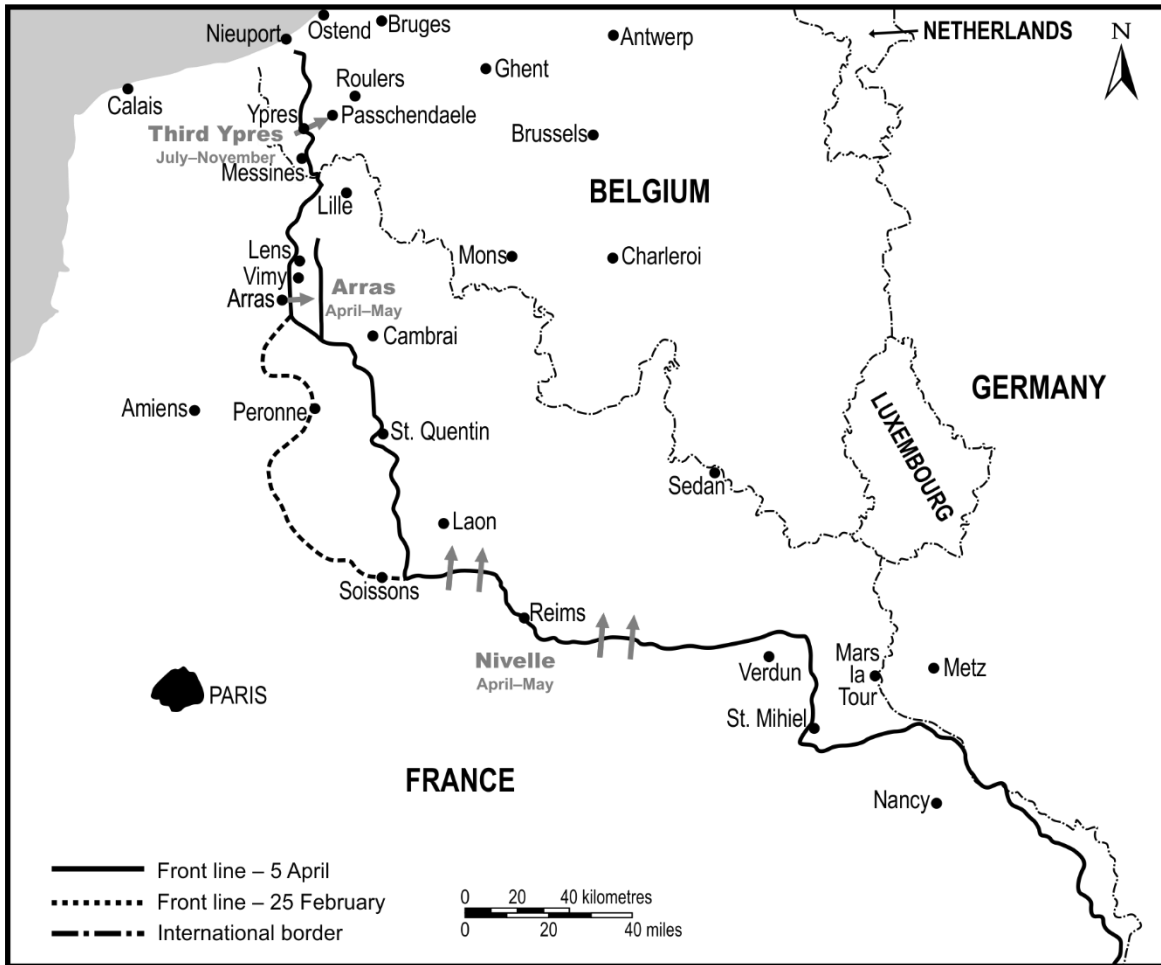 Ostend
Bruges
Nieuport
Antwerp
NETHERLANDS
N
Ghent
Calais
Roulers
Ypres
Passchendaele
Third Ypres
July–November
Brussels
Messines
Lille
BELGIUM
Lens
Mons
Charleroi
Vimy
Arras
Arras
April–May
Cambrai
GERMANY
Amiens
Peronne
St. Quentin
LUXEMBOURG
Sedan
Laon
Soissons
Reims
Nivelle
April–May
Verdun
Mars
la
Tour
Metz
PARIS
St. Mihiel
FRANCE
Nancy
Front line – 5 April
Front line – 25 February
International border
0 20 40 kilometres
0 20 40 miles